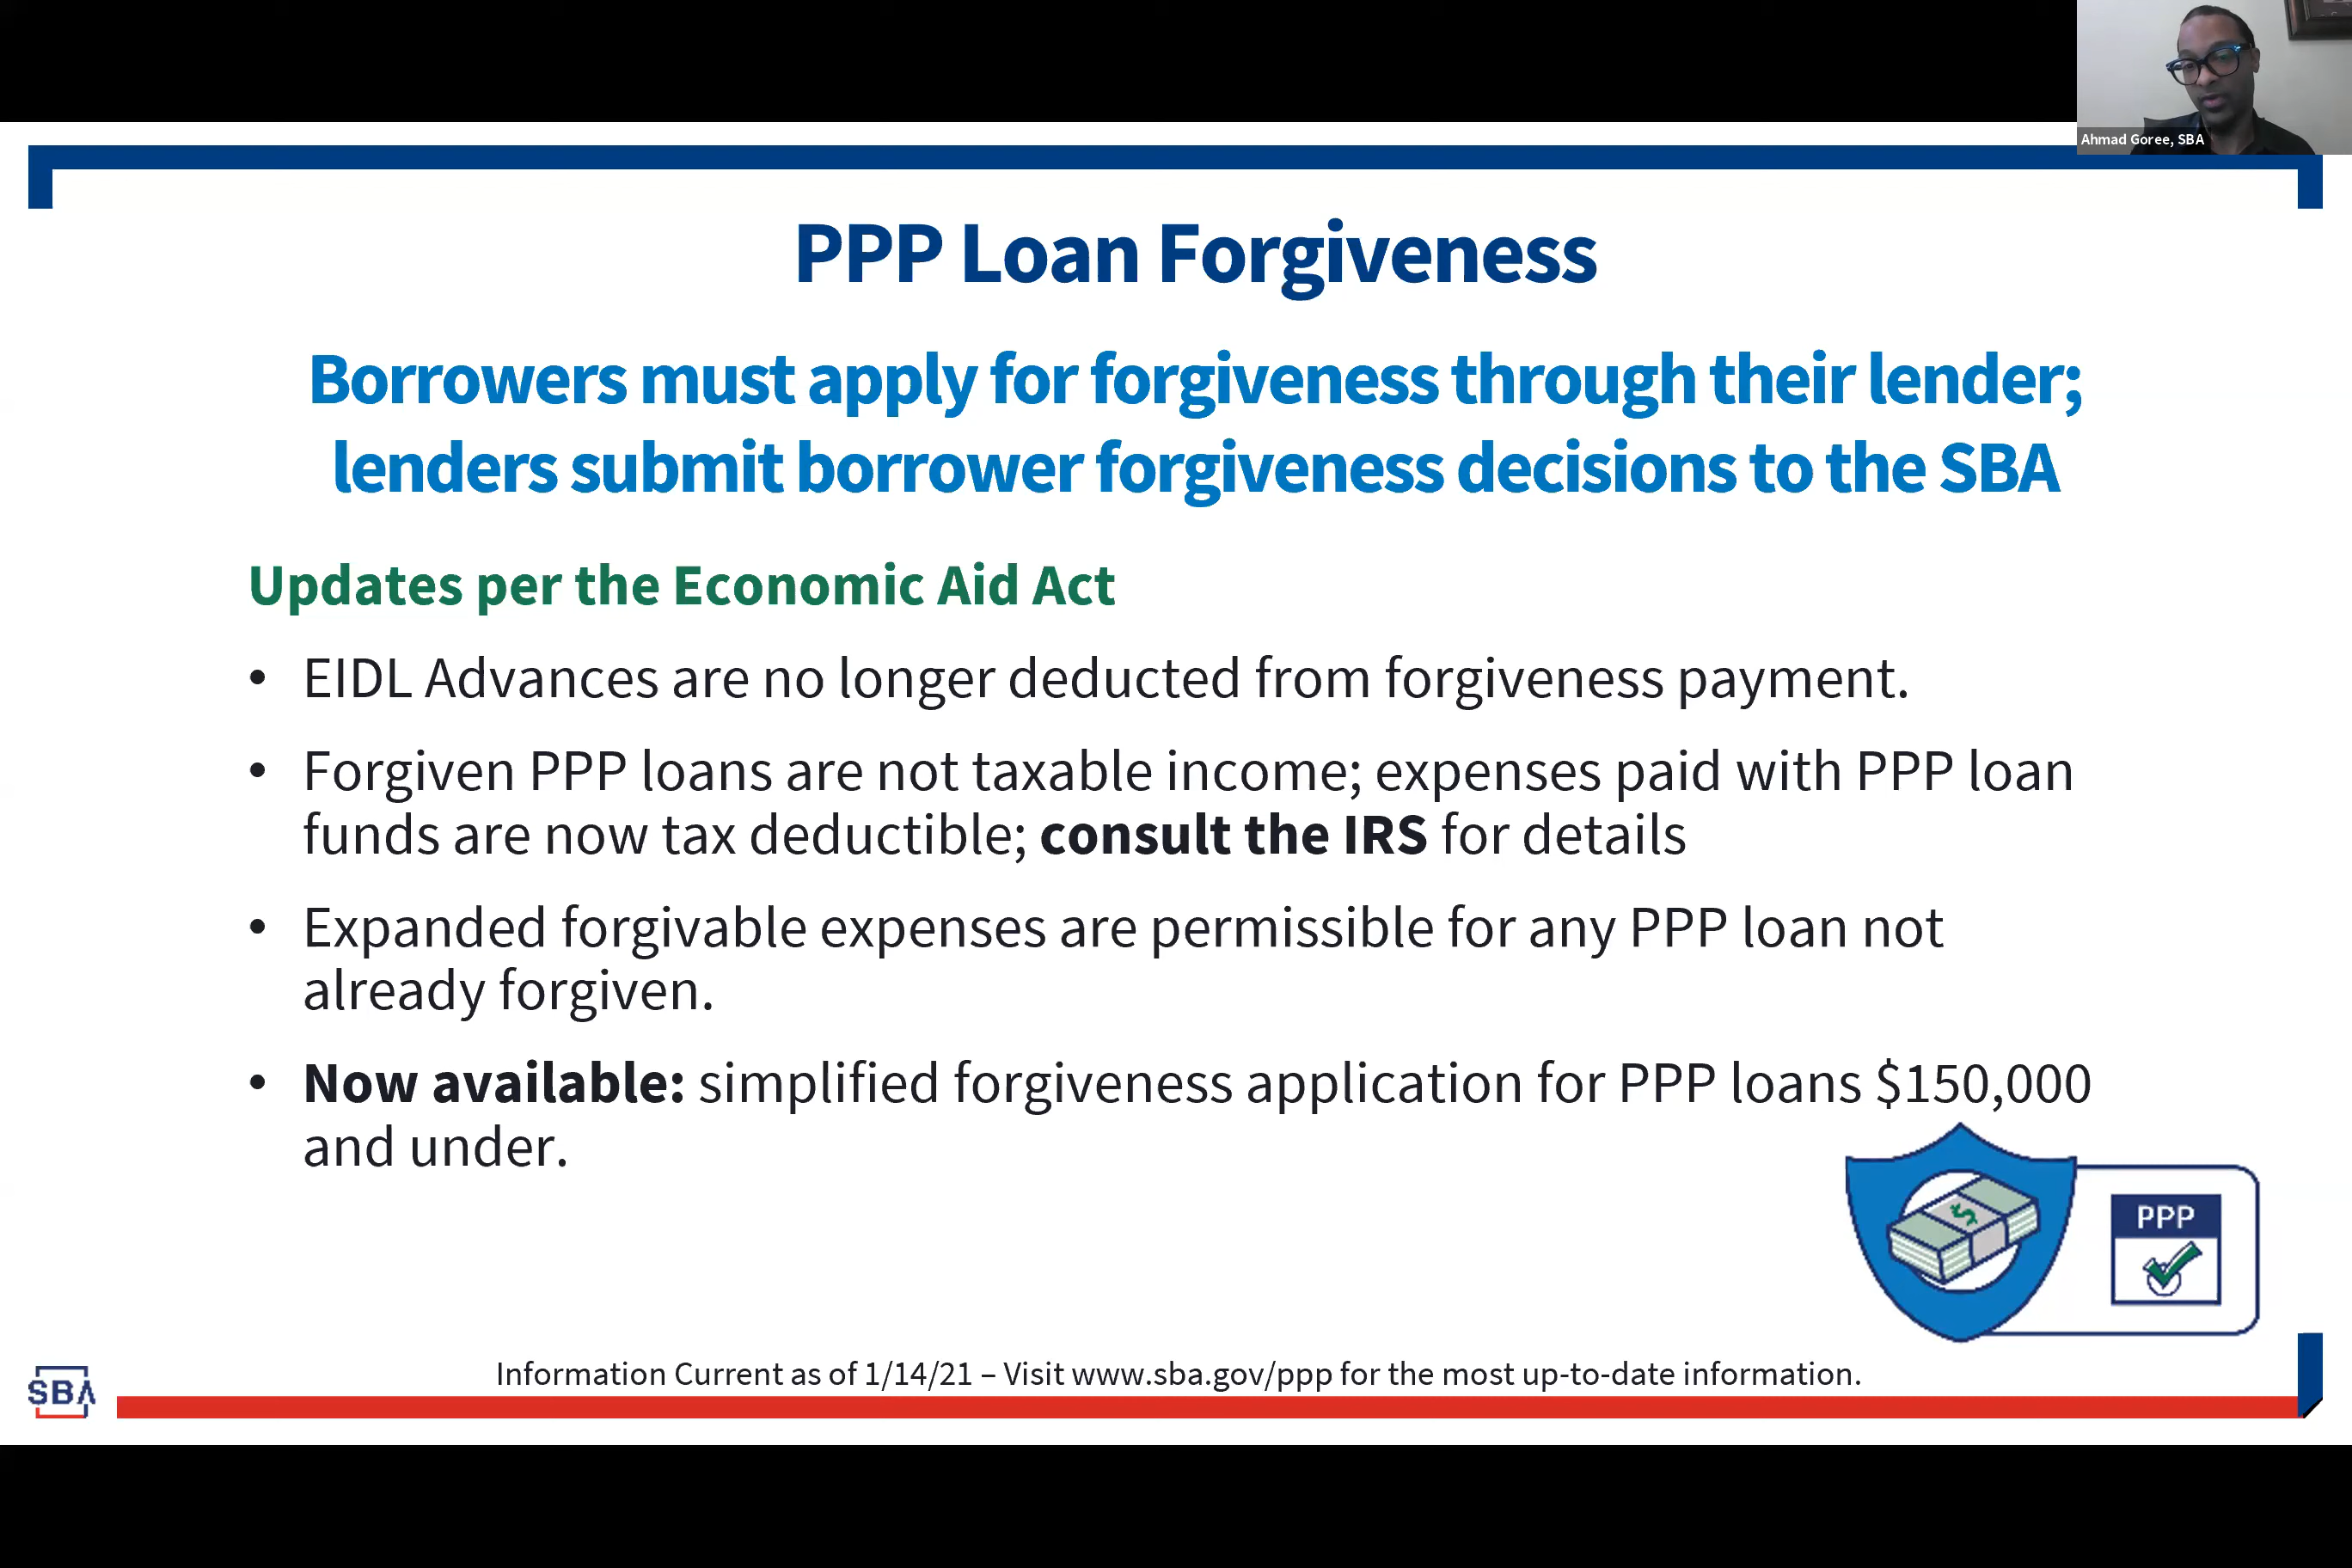 Ahmad Goree, SBA
PPP Loan Forgiveness
Borrowers must apply for forgiveness through their lender;
lenders submit borrower forgiveness decisions to the SBA
Updates per the Economic Aid Act
• EIDL Advances are no longer deducted from forgiveness payment.
• Forgiven PPP loans are not taxable income; expenses paid with PPP loan
funds are now tax deductible; consult the IRS for details
• Expanded forgivable expenses are permissible for any PPP loan not
already forgiven.
• Now available: simplified forgiveness application for PPP loans $150,000
and under.
$
PPP
Information Current as of 1/14/21 – Visit www.sba.gov/ppp for the most up-to-date information.
SBA